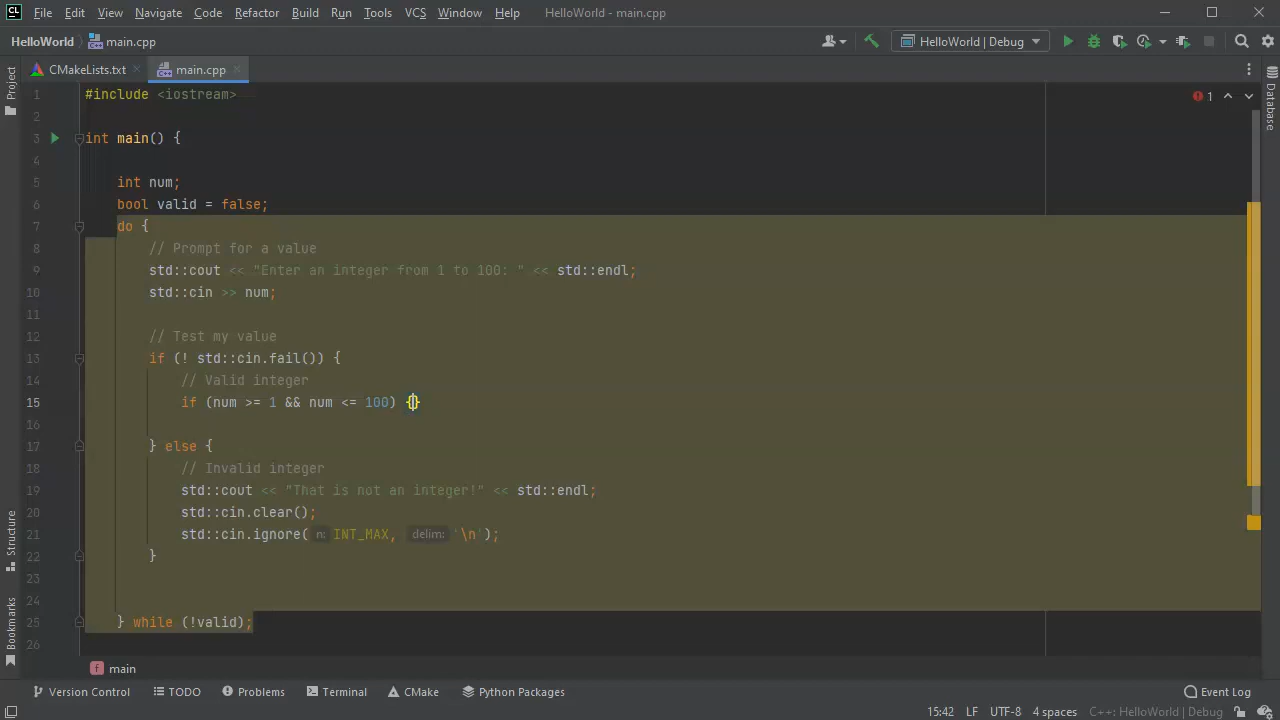 CL File Edit View Navigate Code Refactor Build Run Tools VCS Window Help HelloWorld - main.cpp
HelloWorld main.cpp HelloWorld | Debug
CMakeLists.txt main.cpp
Project
Database
1 #include <iostream>
2
3 int main() {
4
5 int num;
6 bool valid = false;
7 do {
8 // Prompt for a value
9 std::cout << "Enter an integer from 1 to 100: " << std::endl;
10 std::cin >> num;
11
12 // Test my value
13 if (! std::cin.fail()) {
14 // Valid integer
15 if (num >= 1 && num <= 100) {}
16
17 } else {
18 // Invalid integer
19 std::cout << "That is not an integer!" << std::endl;
20 std::cin.clear();
21 std::cin.ignore( n: INT_MAX, delim: '\n');
22 }
23
24
25 } while (!valid);
26
1
Structure
Bookmarks
f main
Version Control TODO Problems Terminal CMake Python Packages Event Log
15:42 LF UTF-8 4 spaces C++: HelloWorld | Debug